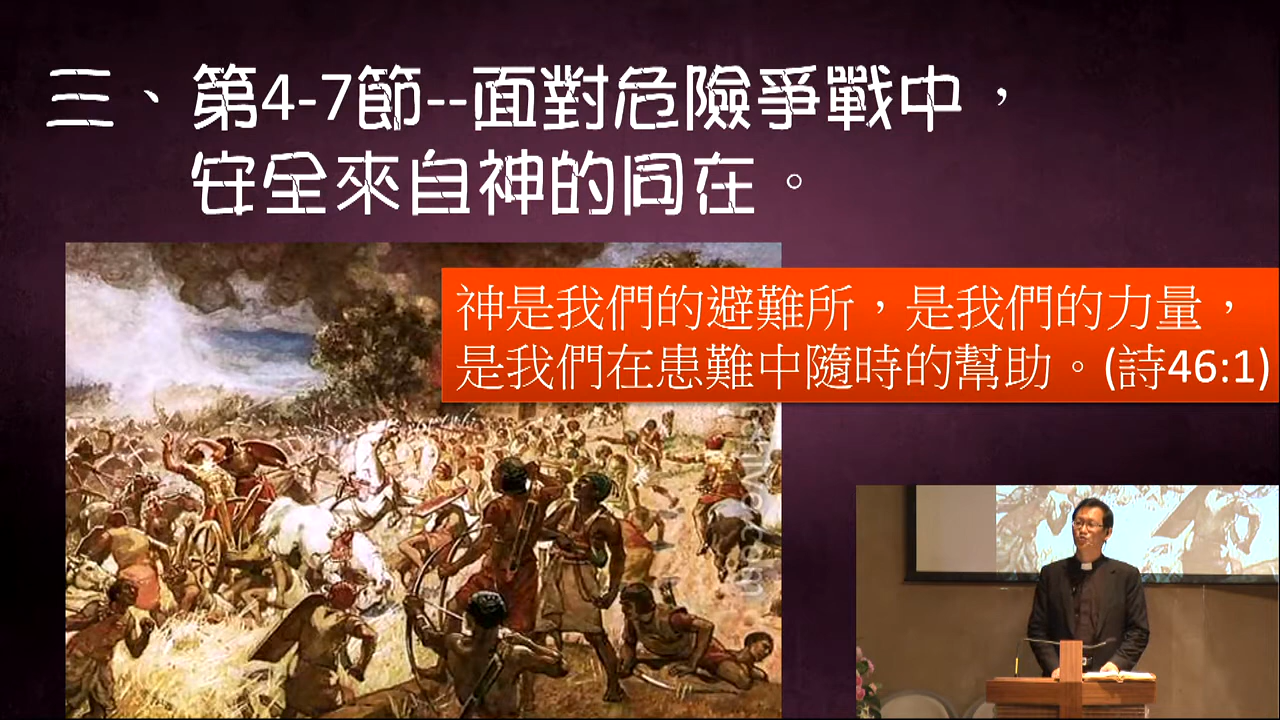 三、第4-7節--面對危險爭戰中，
安全來自神的同在。
神是我們的避難所，是我們的力量，
是我們在患難中隨時的幫助。(詩46:1)